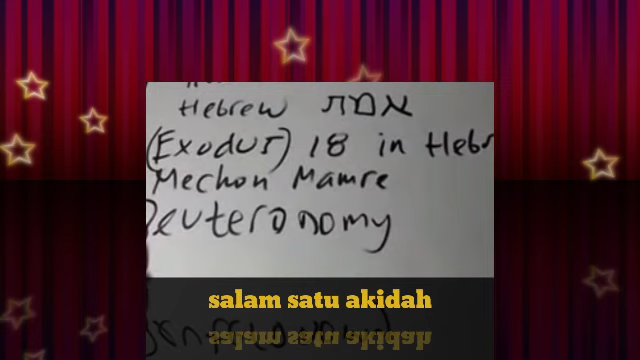 Hebrew אמת
(Exodus) 18 in Hebr
Mechon Mamre
Deuteronomy
salam satu akidah